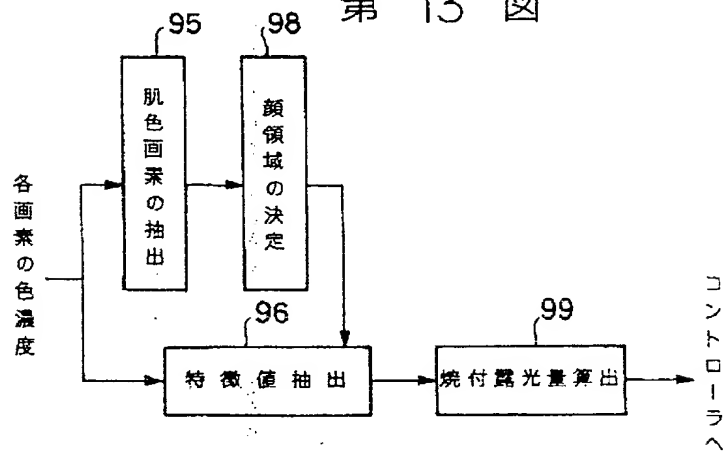 第 13 図
95
98
肌色画素の抽出
顔領域の決定
各画素の色濃度
96
99
特徴値抽出
焼付露光量算出
コントローラへ